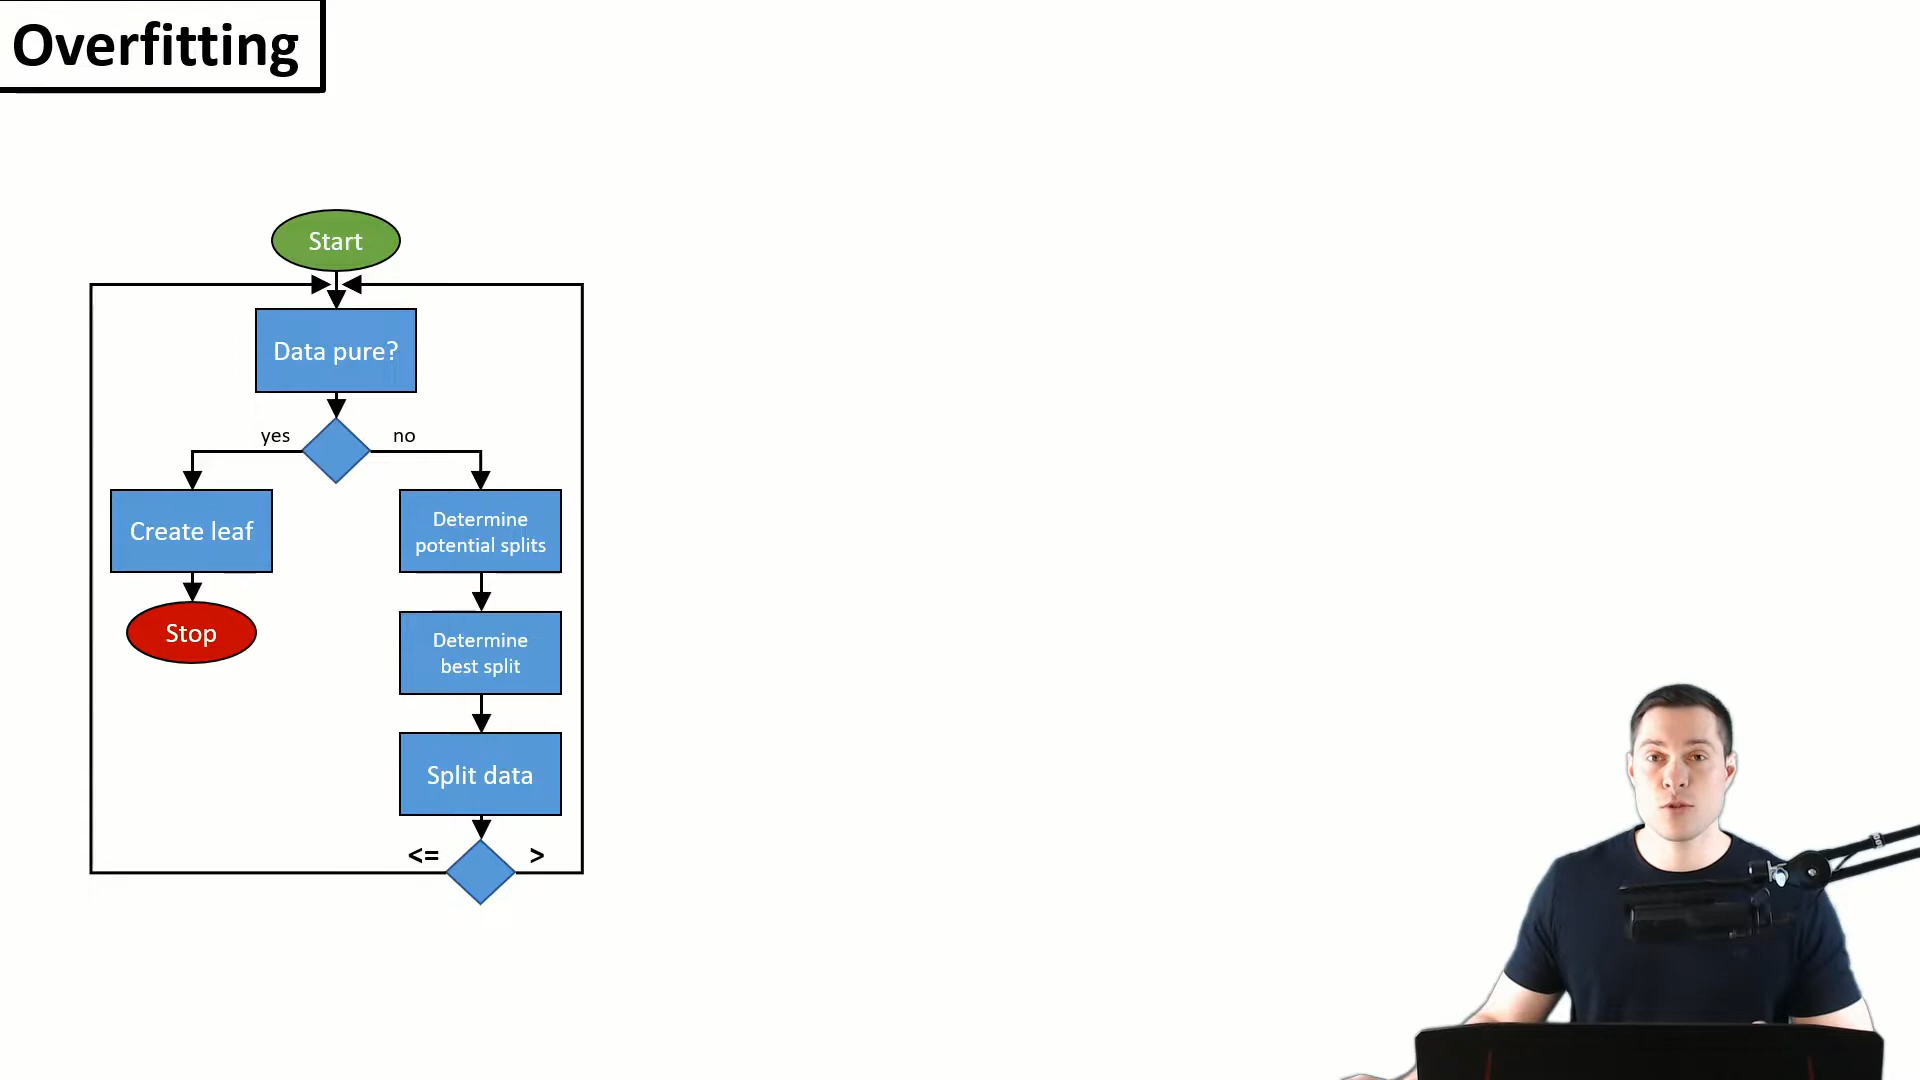 Overfitting
Start
Data pure?
yes
no
Create leaf
Determine
potential splits
Stop
Determine
best split
Split data
<=
>